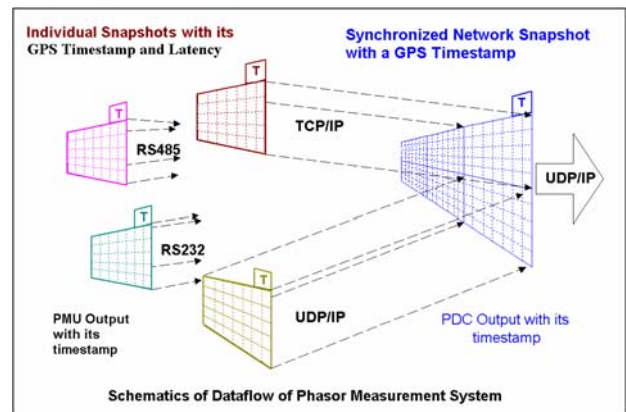 Individual Snapshots with its
GPS Timestamp and Latency
Synchronized Network Snapshot
with a GPS Timestamp
T
T
T
TCP/IP
RS485
UDP/IP
T
RS232
T
UDP/IP
PMU Output
with its
timestamp
PDC Output with its
timestamp
Schematics of Dataflow of Phasor Measurement System